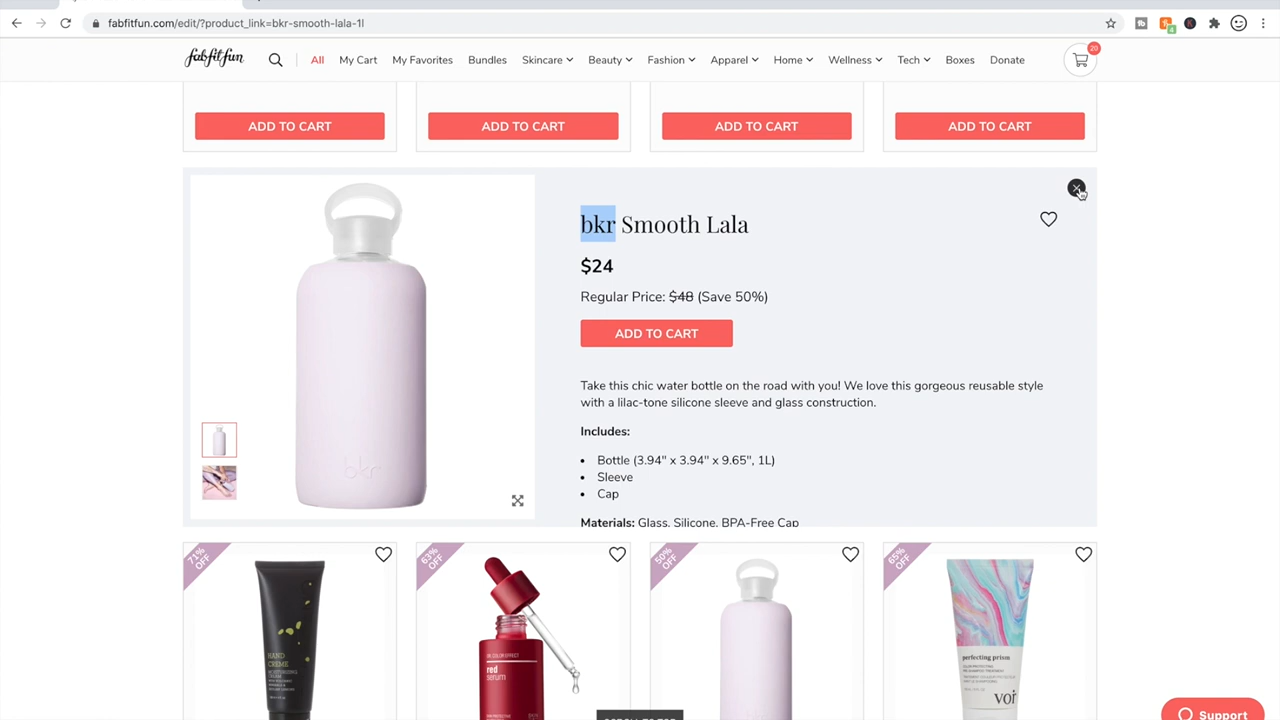 fabfitfun.com/edit/?product_link=bkr-smooth-lala-1l
4
fabfitfun
All My Cart My Favorites Bundles Skincare Beauty Fashion Apparel Home Wellness Tech Boxes Donate
20
ADD TO CART ADD TO CART ADD TO CART ADD TO CART
bkr Smooth Lala
$24
Regular Price: $48 (Save 50%)
ADD TO CART
Take this chic water bottle on the road with you! We love this gorgeous reusable style
with a lilac-tone silicone sleeve and glass construction.
Includes:
• Bottle (3.94" x 3.94" x 9.65", 1L)
• Sleeve
• Cap
Materials: Glass, Silicone, BPA-Free Cap
bkr
71% OFF
63% OFF
50% OFF
65% OFF
HAND
CREME
red
serum
perfecting prism
voir
SCROLL TO TOP
Support